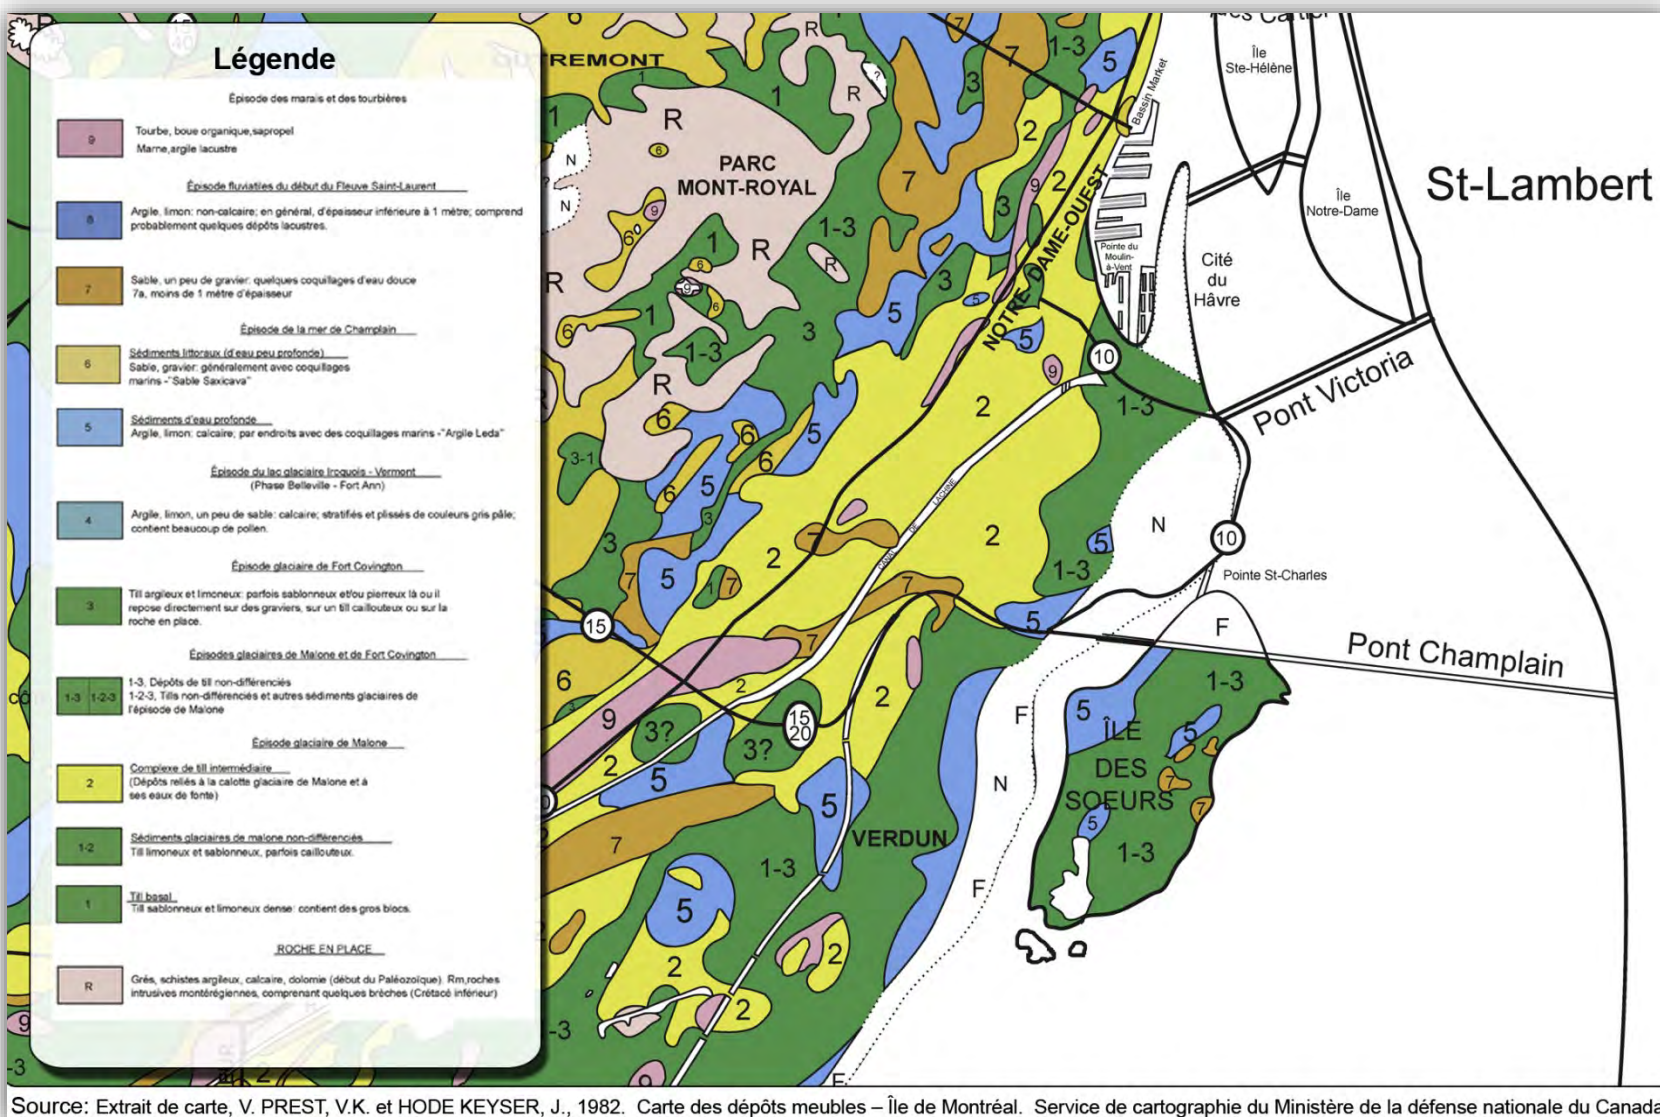 Légende
Épisode des marais et des tourbières
9
Tourbe, boue organique,sapropel
Marne,argile lacustre
Épisode fluviatiles du début du Fleuve Saint-Laurent
8
Argile, limon: non-calcaire; en général, d'épaisseur inférieure à 1 mètre; comprend
probablement quelques dépôts lacustres.
7
Sable, un peu de gravier: quelques coquillages d'eau douce
7a, moins de 1 mètre d'épaisseur
Épisode de la mer de Champlain
6
Sédiments littoraux (d'eau peu profonde)
Sable, gravier: généralement avec coquillages
marins -"Sable Saxicava"
5
Sédiments d'eau profonde
Argile, limon: calcaire; par endroits avec des coquillages marins -"Argile Leda"
Épisode du lac glaciaire Iroquois - Vermont
(Phase Belleville - Fort Ann)
4
Argile, limon, un peu de sable: calcaire; stratifiés et plissés de couleurs gris pâle;
contient beaucoup de pollen.
Épisode glaciaire de Fort Covington
3
Till argileux et limoneux: parfois sablonneux et/ou pierreux là ou il
repose directement sur des graviers, sur un till caillouteux ou sur la
roche en place.
Épisodes glaciaires de Malone et de Fort Covington
1-3 1-2-3
1-3, Dépôts de till non-différenciés
1-2-3, Tills non-différenciés et autres sédiments glaciaires de
l'épisode de Malone
Épisode glaciaire de Malone
2
Complexe de till intermédiaire
(Dépôts reliés à la calotte glaciaire de Malone et à
ses eaux de fonte)
1-2
Sédiments glaciaires de malone non-différenciés
Till limoneux et sablonneux, parfois caillouteux.
1
Till basal
Till sablonneux et limoneux dense: contient des gros blocs.
ROCHE EN PLACE
R
Grès, schistes argileux, calcaire, dolomie (début du Paléozoïque). Rm,roches
intrusives montérégiennes, comprenant quelques brèches (Crétacé inférieur)
PARC
MONT-ROYAL
NOTRE-DAME-OUEST
Bassin Market
Île
Ste-Hélène
Île
Notre-Dame
St-Lambert
Pointe du
Moulin-
à-Vent
Cité
du
Hâvre
Pont Victoria
10
CANAL DE LACHINE
10
Pointe St-Charles
Pont Champlain
15
15
20
VERDUN
ÎLE
DES
SOEURS
1-3
1-3
3?
3?
3-1
N
F
R
Source: Extrait de carte, V. PREST, V.K. et HODE KEYSER, J., 1982. Carte des dépôts meubles – Île de Montréal. Service de cartographie du Ministère de la défense nationale du Canada